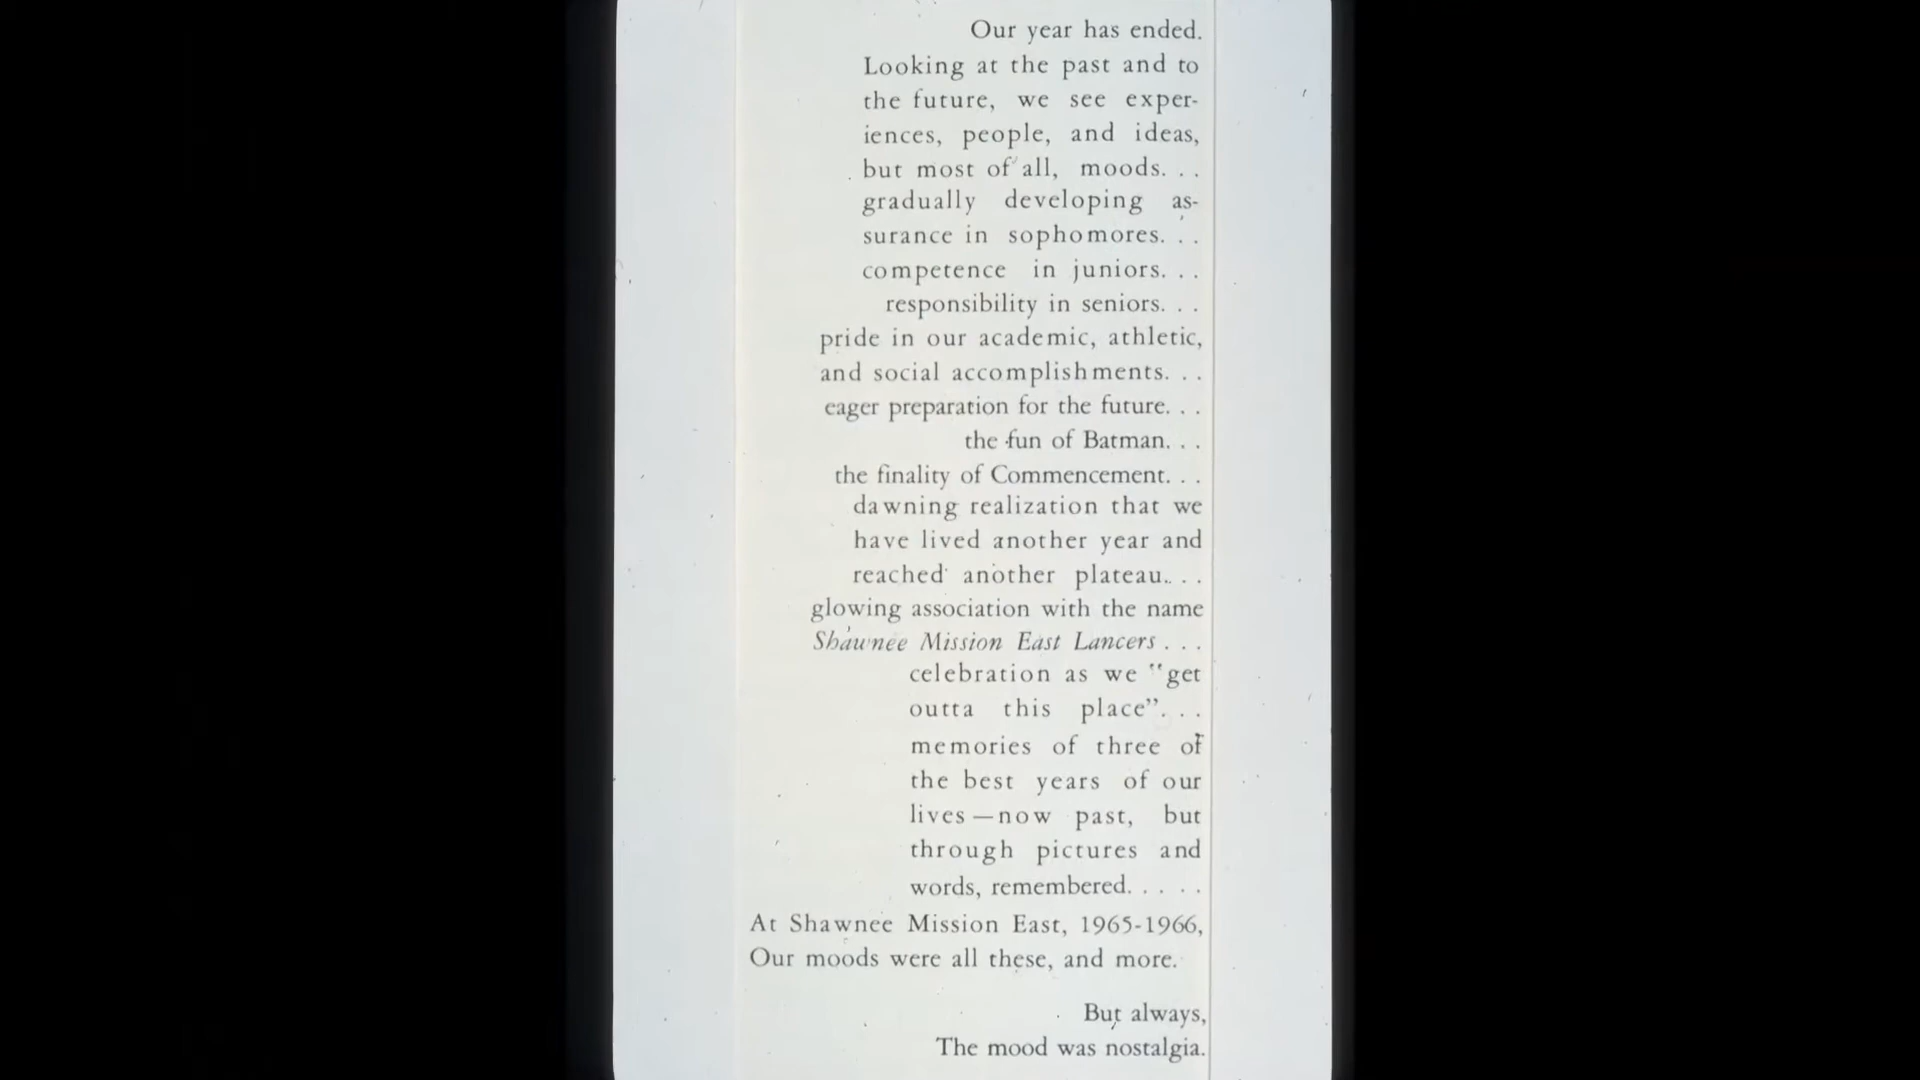 Our year has ended.
Looking at the past and to
the future, we see exper-
iences, people, and ideas,
but most of all, moods. . .
gradually developing as-
surance in sophomores. . .
competence in juniors. . .
responsibility in seniors. . .
pride in our academic, athletic,
and social accomplishments. . .
eager preparation for the future. . .
the fun of Batman. . .
the finality of Commencement. . .
dawning realization that we
have lived another year and
reached another plateau. . .
glowing association with the name
Shawnee Mission East Lancers . . .
celebration as we "get
outta this place". . .
memories of three of
the best years of our
lives—now past, but
through pictures and
words, remembered. . . . .
At Shawnee Mission East, 1965-1966,
Our moods were all these, and more.
But always,
The mood was nostalgia.